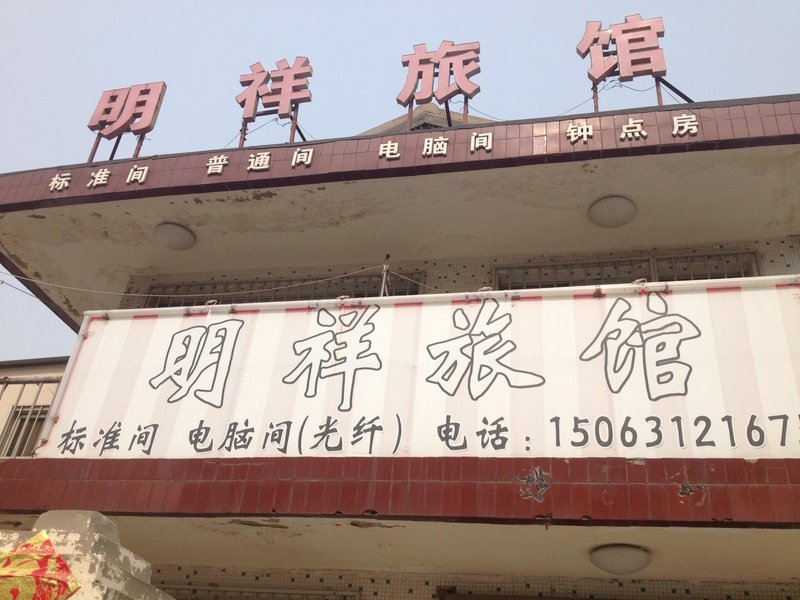 明祥旅馆
标准间 普通间 电脑间 钟点房
明祥旅馆
标准间 电脑间(光纤) 电话:1506312167